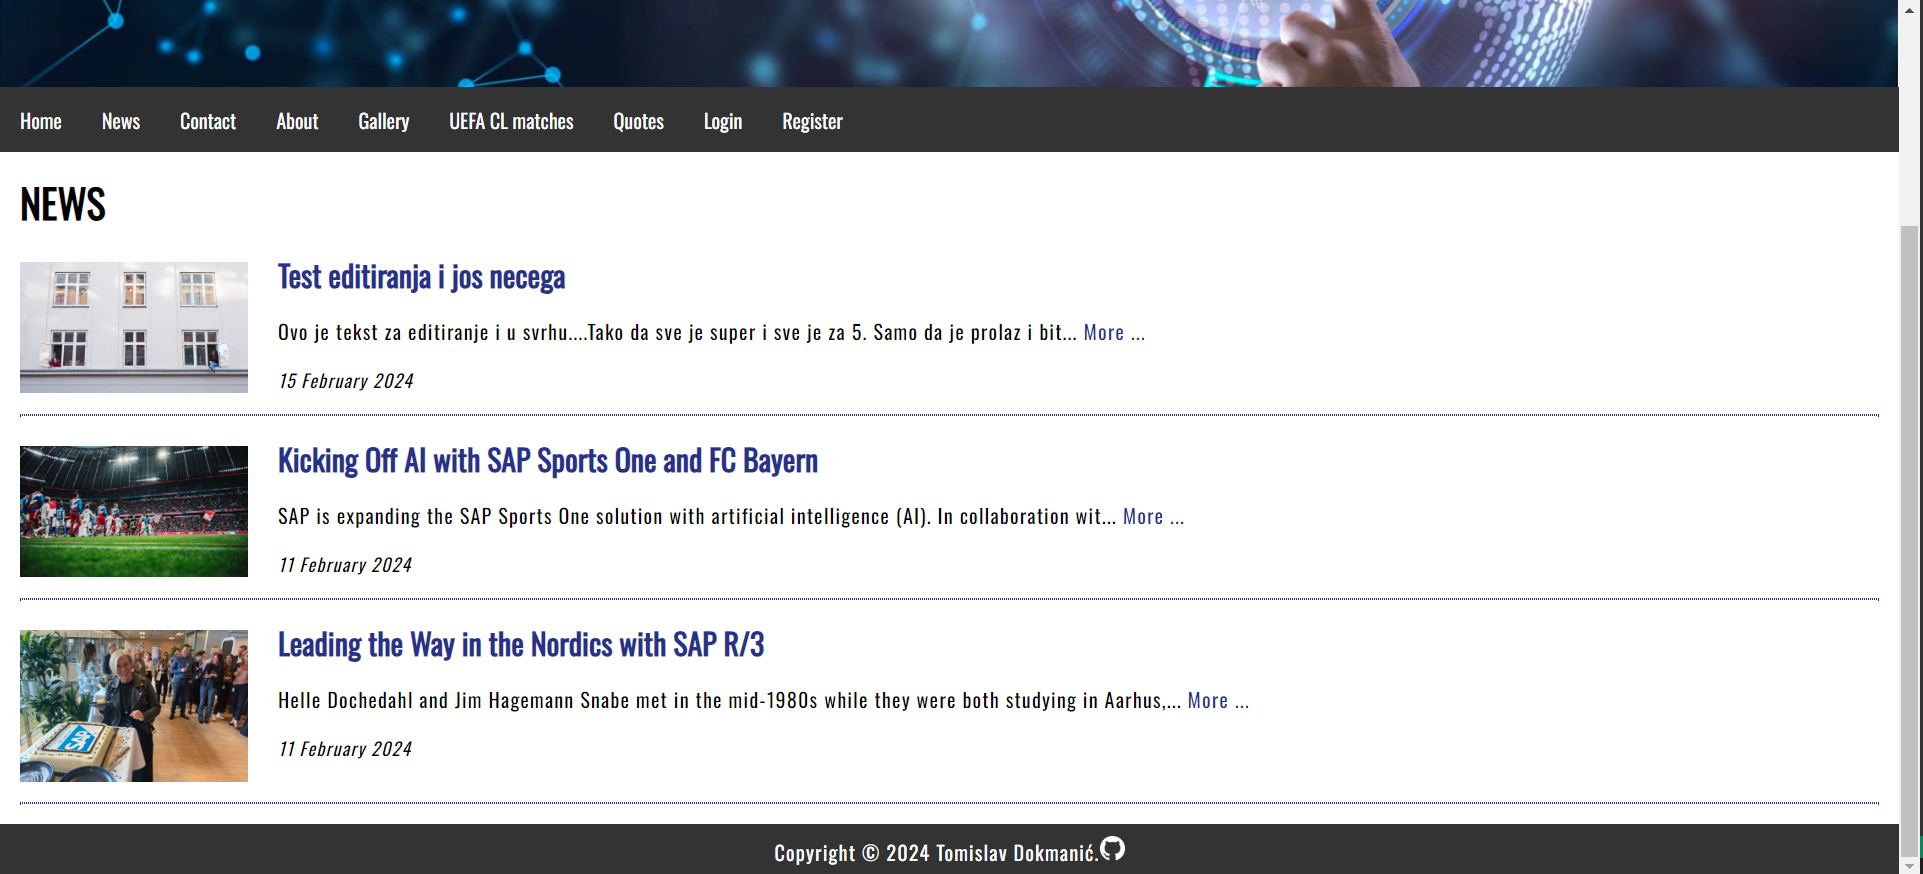 Home News Contact About Gallery UEFA CL matches Quotes Login Register
NEWS
Test editiranja i jos necega
Ovo je tekst za editiranje i u svrhu....Tako da sve je super i sve je za 5. Samo da je prolaz i bit... More ...
15 February 2024
Kicking Off AI with SAP Sports One and FC Bayern
SAP is expanding the SAP Sports One solution with artificial intelligence (AI). In collaboration wit... More ...
11 February 2024
Leading the Way in the Nordics with SAP R/3
Helle Dochedahl and Jim Hagemann Snabe met in the mid-1980s while they were both studying in Aarhus,... More ...
11 February 2024
SAP
Copyright © 2024 Tomislav Dokmanić.